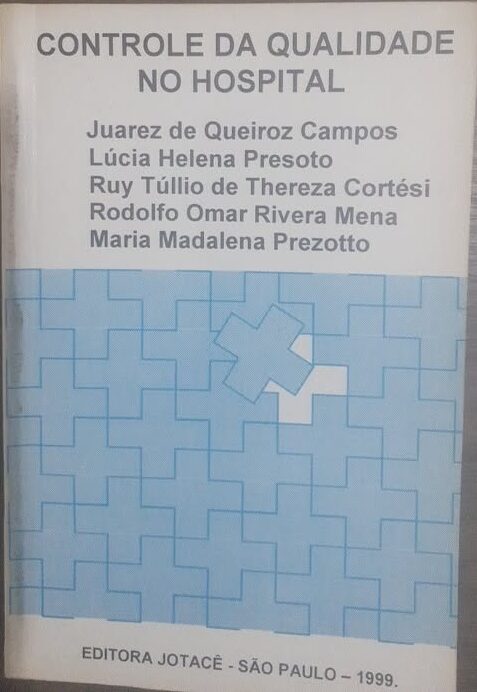 CONTROLE DA QUALIDADE
NO HOSPITAL
Juarez de Queiroz Campos
Lúcia Helena Presoto
Ruy Túllio de Thereza Cortési
Rodolfo Omar Rivera Mena
Maria Madalena Prezotto
EDITORA JOTACÊ - SÃO PAULO – 1999.